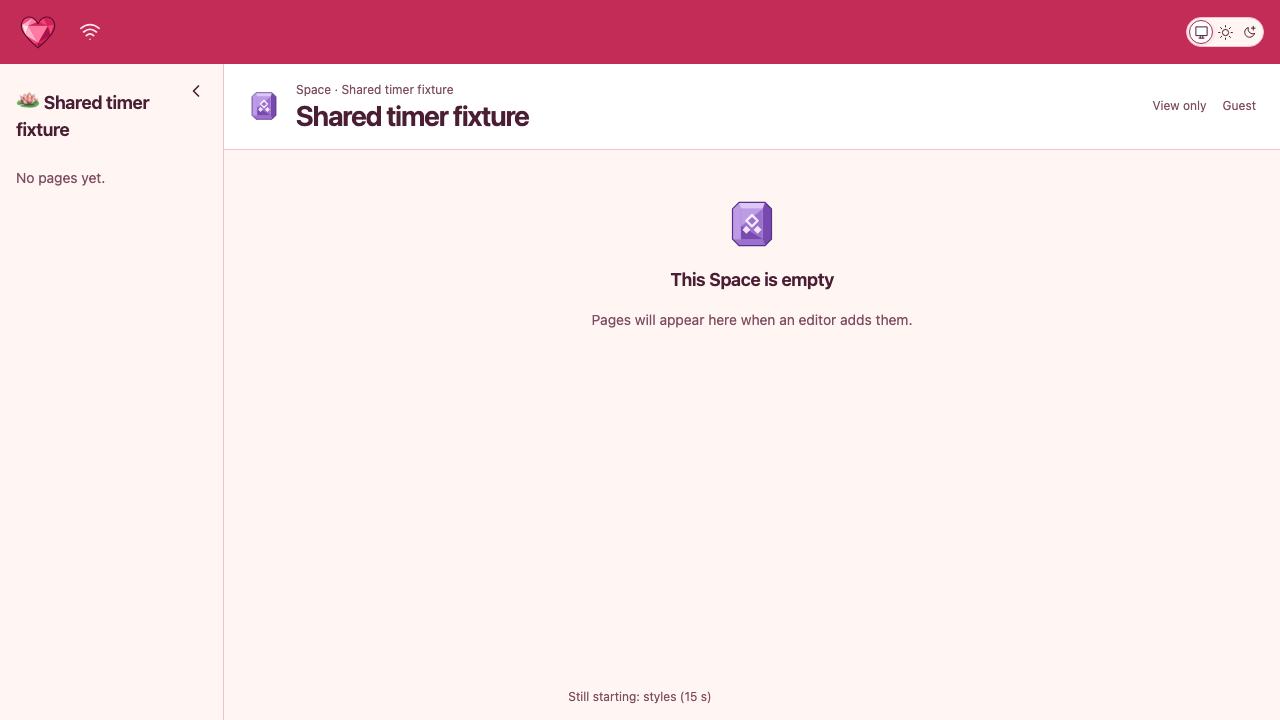 🪷 Shared timer
fixture
No pages yet.
Space · Shared timer fixture
Shared timer fixture
View only
Guest
This Space is empty
Pages will appear here when an editor adds them.
Still starting: styles (15 s)